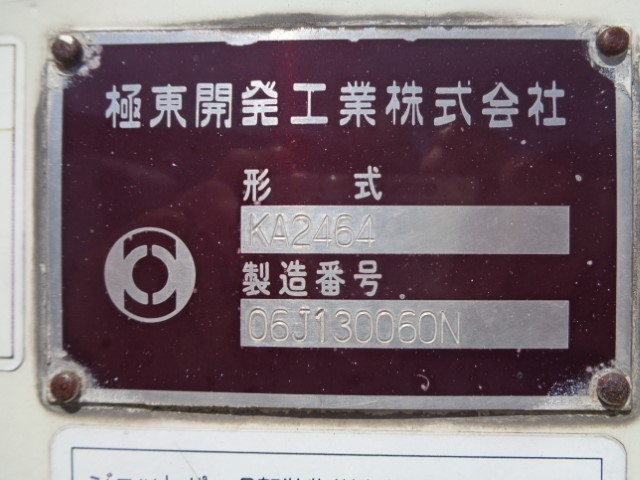 極東開発工業株式会社
形 式
KA2464
製造番号
06J130060N